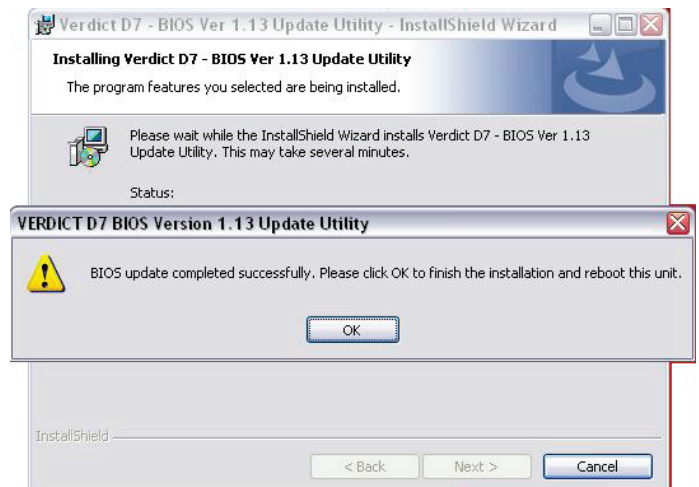 Verdict D7 - BIOS Ver 1.13 Update Utility - InstallShield Wizard
Installing Verdict D7 - BIOS Ver 1.13 Update Utility
The program features you selected are being installed.
Please wait while the InstallShield Wizard installs Verdict D7 - BIOS Ver 1.13
Update Utility. This may take several minutes.
Status:
VERDICT D7 BIOS Version 1.13 Update Utility
BIOS update completed successfully. Please click OK to finish the installation and reboot this unit.
OK
InstallShield
< Back Next > Cancel